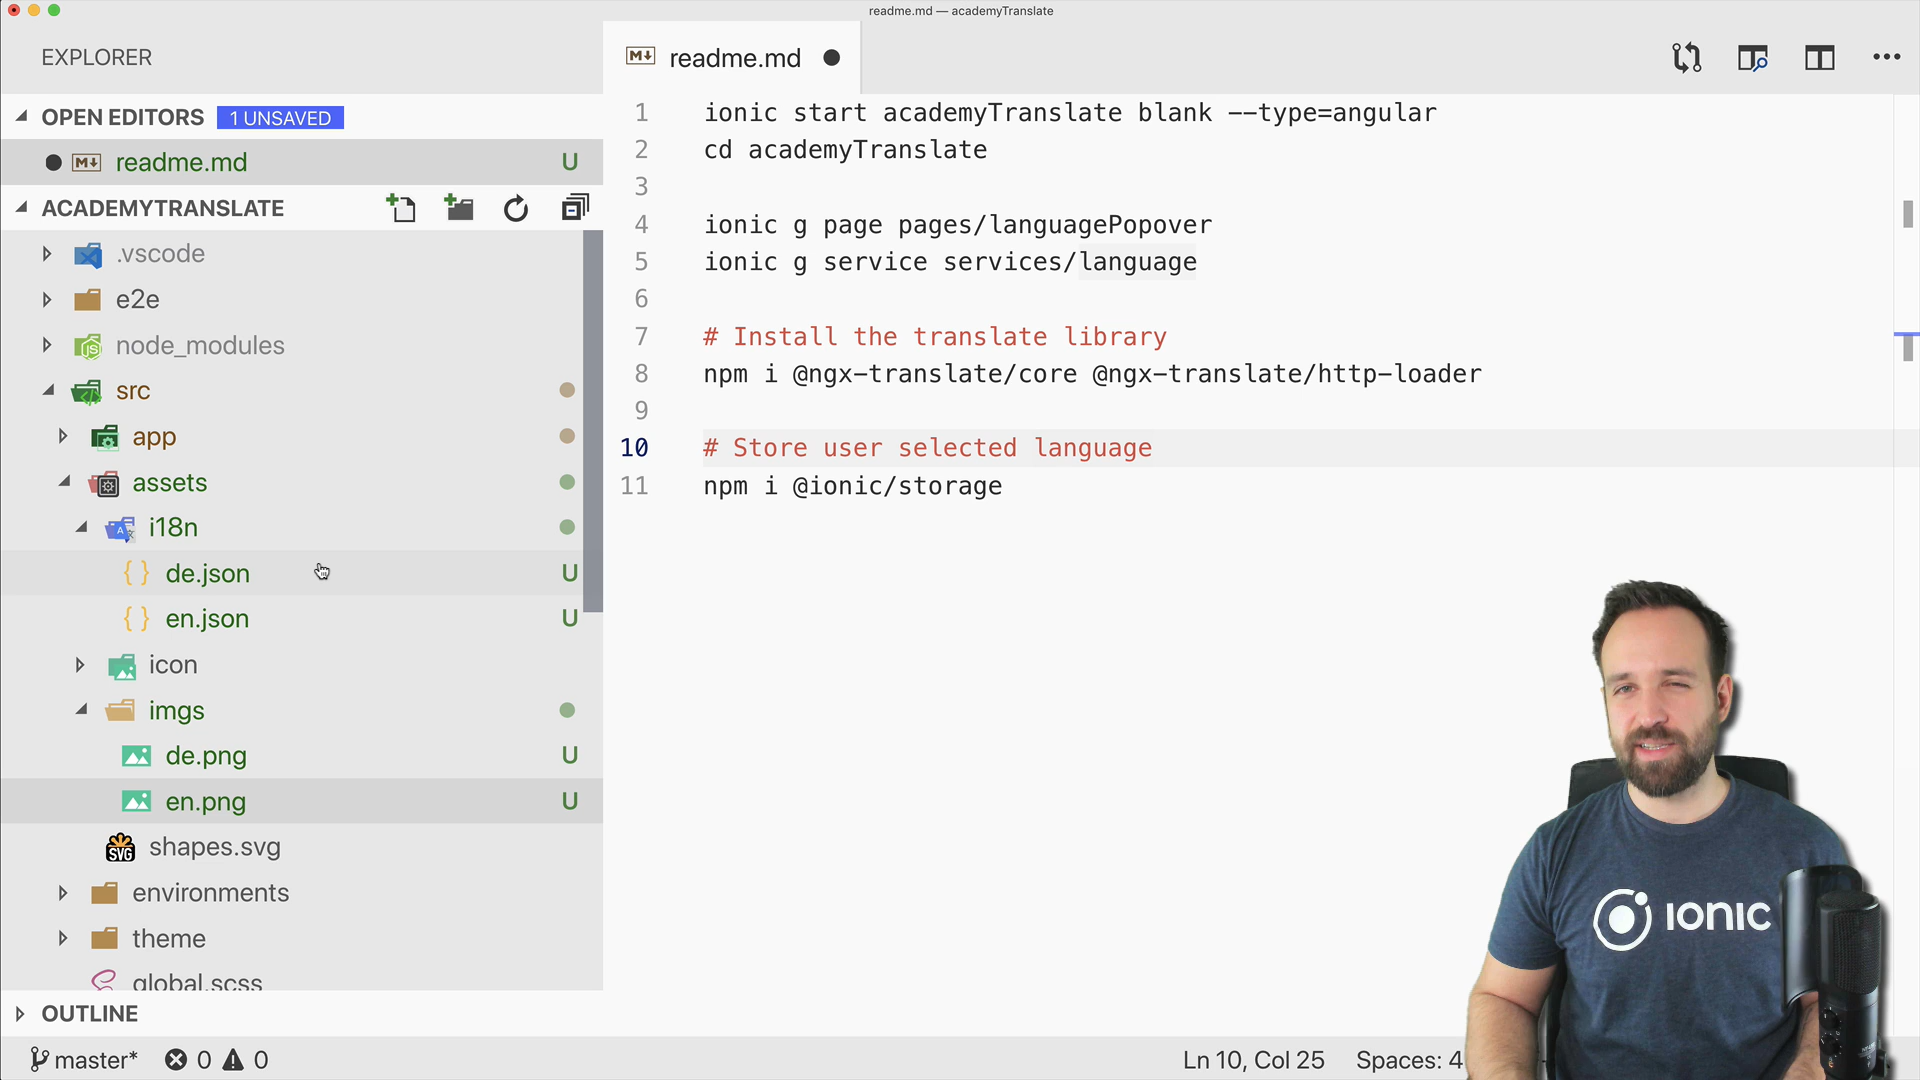 readme.md — academyTranslate
EXPLORER
OPEN EDITORS 1 UNSAVED
readme.md U
ACADEMYTRANSLATE
.vscode
e2e
node_modules
src
app
assets
i18n
de.json U
en.json U
icon
imgs
de.png U
en.png U
SVG shapes.svg
environments
theme
global.scss
OUTLINE
master* 0 0
readme.md
1 ionic start academyTranslate blank --type=angular
2 cd academyTranslate
3
4 ionic g page pages/languagePopover
5 ionic g service services/language
6
7 # Install the translate library
8 npm i @ngx-translate/core @ngx-translate/http-loader
9
10 # Store user selected language
11 npm i @ionic/storage
Ln 10, Col 25 Spaces: 4
ionic